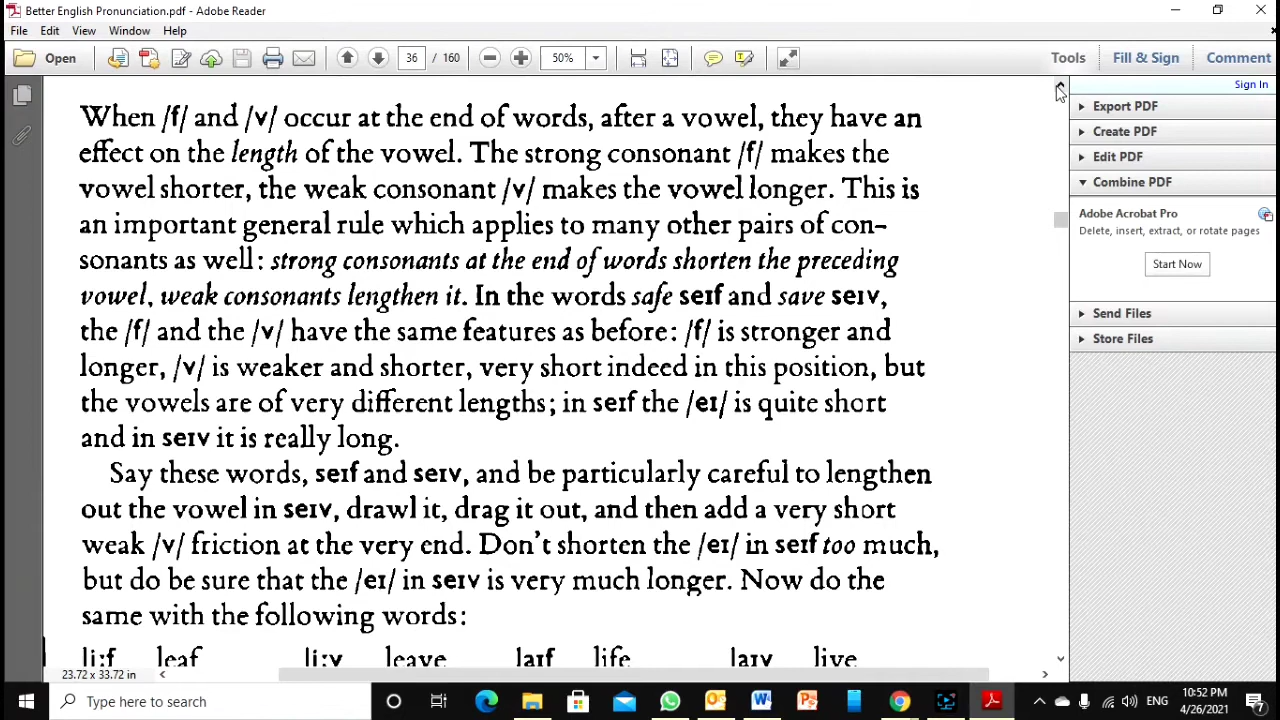 Better English Pronunciation.pdf - Adobe Reader
File Edit View Window Help
Open 36 / 160 50% Tools Fill & Sign Comment
Sign In
When /f/ and /v/ occur at the end of words, after a vowel, they have an
effect on the length of the vowel. The strong consonant /f/ makes the
vowel shorter, the weak consonant /v/ makes the vowel longer. This is
an important general rule which applies to many other pairs of con-
sonants as well: strong consonants at the end of words shorten the preceding
vowel, weak consonants lengthen it. In the words safe seɪf and save seɪv,
the /f/ and the /v/ have the same features as before: /f/ is stronger and
longer, /v/ is weaker and shorter, very short indeed in this position, but
the vowels are of very different lengths; in seɪf the /eɪ/ is quite short
and in seɪv it is really long.
Say these words, seɪf and seɪv, and be particularly careful to lengthen
out the vowel in seɪv, drawl it, drag it out, and then add a very short
weak /v/ friction at the very end. Don't shorten the /eɪ/ in seɪf too much,
but do be sure that the /eɪ/ in seɪv is very much longer. Now do the
same with the following words:
liːf leaf liːv leave laɪf life laɪv live
23.72 x 33.72 in
Export PDF
Create PDF
Edit PDF
Combine PDF
Adobe Acrobat Pro
Delete, insert, extract, or rotate pages
Start Now
Send Files
Store Files
Type here to search
ENG
10:52 PM
4/26/2021